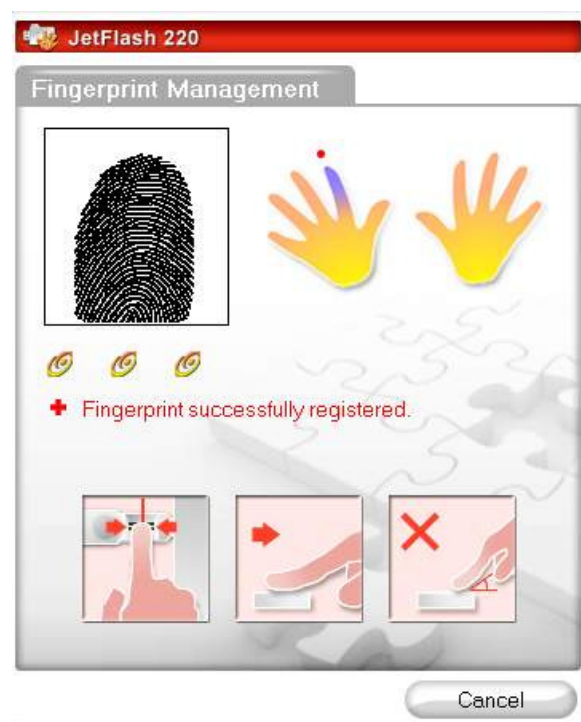 JetFlash 220
Fingerprint Management
Fingerprint successfully registered.
Cancel